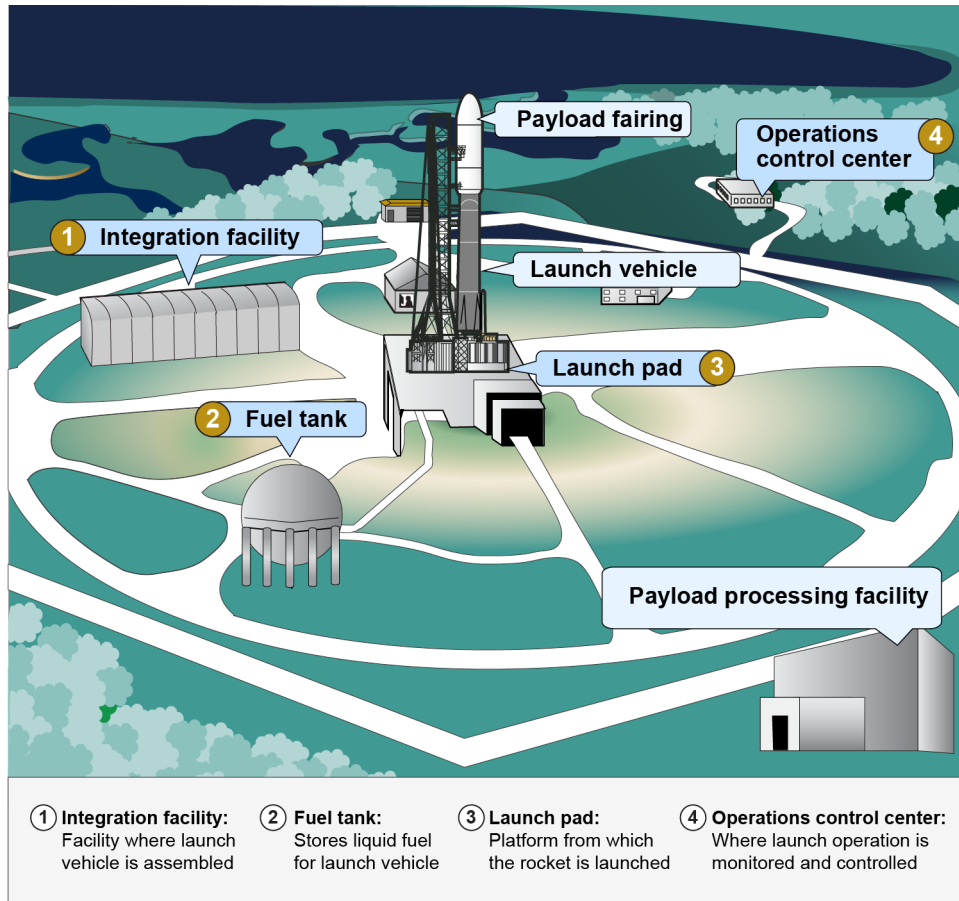 Payload fairing
Operations
control center
4
1
Integration facility
Launch vehicle
Launch pad
3
2
Fuel tank
Payload processing facility
1
Integration facility:
Facility where launch
vehicle is assembled
2
Fuel tank:
Stores liquid fuel
for launch vehicle
3
Launch pad:
Platform from which
the rocket is launched
4
Operations control center:
Where launch operation is
monitored and controlled